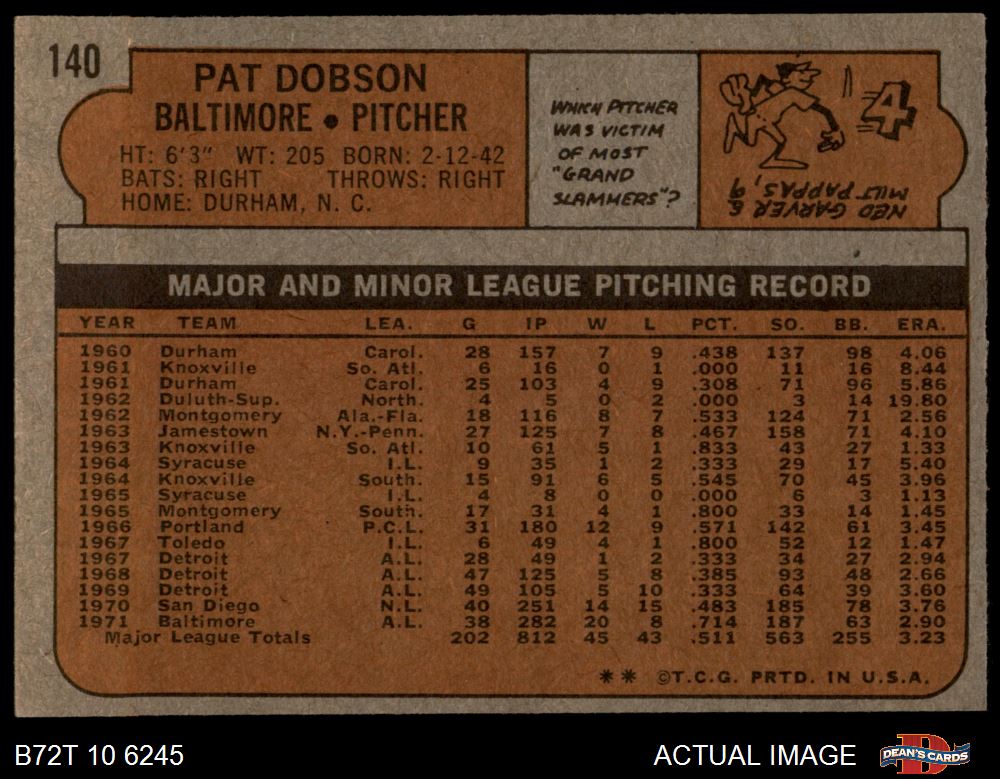 140
PAT DOBSON
BALTIMORE • PITCHER
HT: 6'3" WT: 205 BORN: 2-12-42
BATS: RIGHT THROWS: RIGHT
HOME: DURHAM, N. C.
WHICH PITCHER
WAS VICTIM
OF MOST
"GRAND
SLAMMERS"?
4
NED GARVER &
MILT PAPPAS, 9
MAJOR AND MINOR LEAGUE PITCHING RECORD
YEAR TEAM LEA. G IP W L PCT. SO. BB. ERA.
1960 Durham Carol. 28 157 7 9 .438 137 98 4.06
1961 Knoxville So. Atl. 6 16 0 1 .000 11 16 8.44
1961 Durham Carol. 25 103 4 9 .308 71 96 5.86
1962 Duluth-Sup. North. 4 5 0 2 .000 3 14 19.80
1962 Montgomery Ala.-Fla. 18 116 8 7 .533 124 71 2.56
1963 Jamestown N.Y.-Penn. 27 125 7 8 .467 158 71 4.10
1963 Knoxville So. Atl. 10 61 5 1 .833 43 27 1.33
1964 Syracuse I.L. 9 35 1 2 .333 29 17 5.40
1964 Knoxville South. 15 91 6 5 .545 70 45 3.96
1965 Syracuse I.L. 4 8 0 0 .000 6 3 1.13
1965 Montgomery South. 17 31 4 1 .800 33 14 1.45
1966 Portland P.C.L. 31 180 12 9 .571 142 61 3.45
1967 Toledo I.L. 6 49 4 1 .800 52 12 1.47
1967 Detroit A.L. 28 49 1 2 .333 34 27 2.94
1968 Detroit A.L. 47 125 5 8 .385 93 48 2.66
1969 Detroit A.L. 49 105 5 10 .333 64 39 3.60
1970 San Diego N.L. 40 251 14 15 .483 185 78 3.76
1971 Baltimore A.L. 38 282 20 8 .714 187 63 2.90
Major League Totals 202 812 45 43 .511 563 255 3.23
** ©T.C.G. PRTD. IN U.S.A.
B72T 10 6245
ACTUAL IMAGE
DEAN'S CARDS